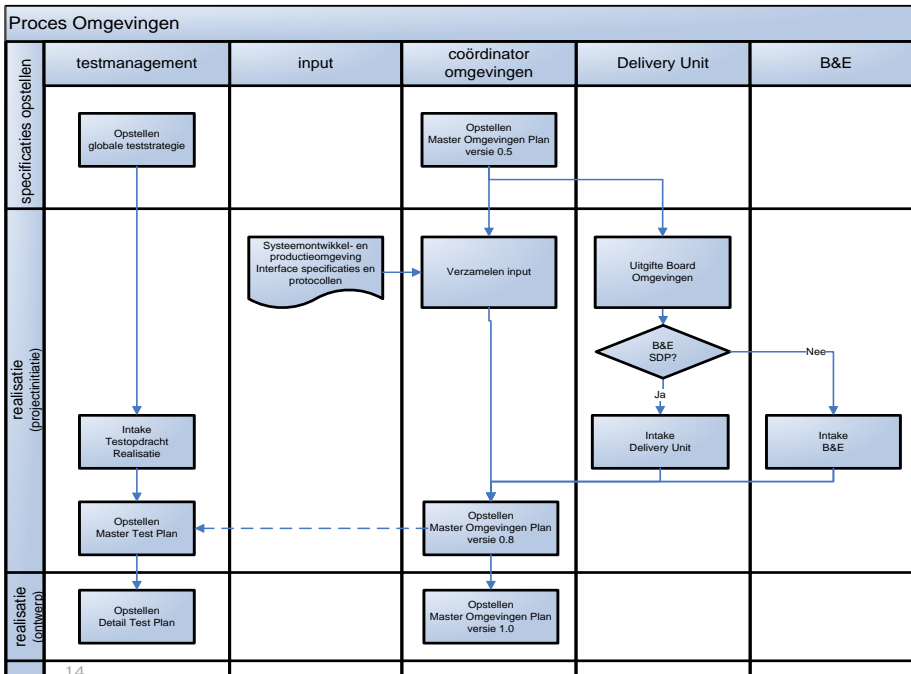 Proces Omgevingen
testmanagement
input
coördinator
omgevingen
Delivery Unit
B&E
specificaties opstellen
Opstellen
globale teststrategie
Opstellen
Master Omgevingen Plan
versie 0.5
realisatie
(projectinitiatie)
Systeemontwikkel- en
productieomgeving
Interface specificaties en
protocollen
Verzamelen input
Uitgifte Board
Omgevingen
B&E
SDP?
Nee
Ja
Intake
Testopdracht
Realisatie
Intake
Delivery Unit
Intake
B&E
Opstellen
Master Test Plan
Opstellen
Master Omgevingen Plan
versie 0.8
realisatie
(ontwerp)
Opstellen
Detail Test Plan
Opstellen
Master Omgevingen Plan
versie 1.0
14